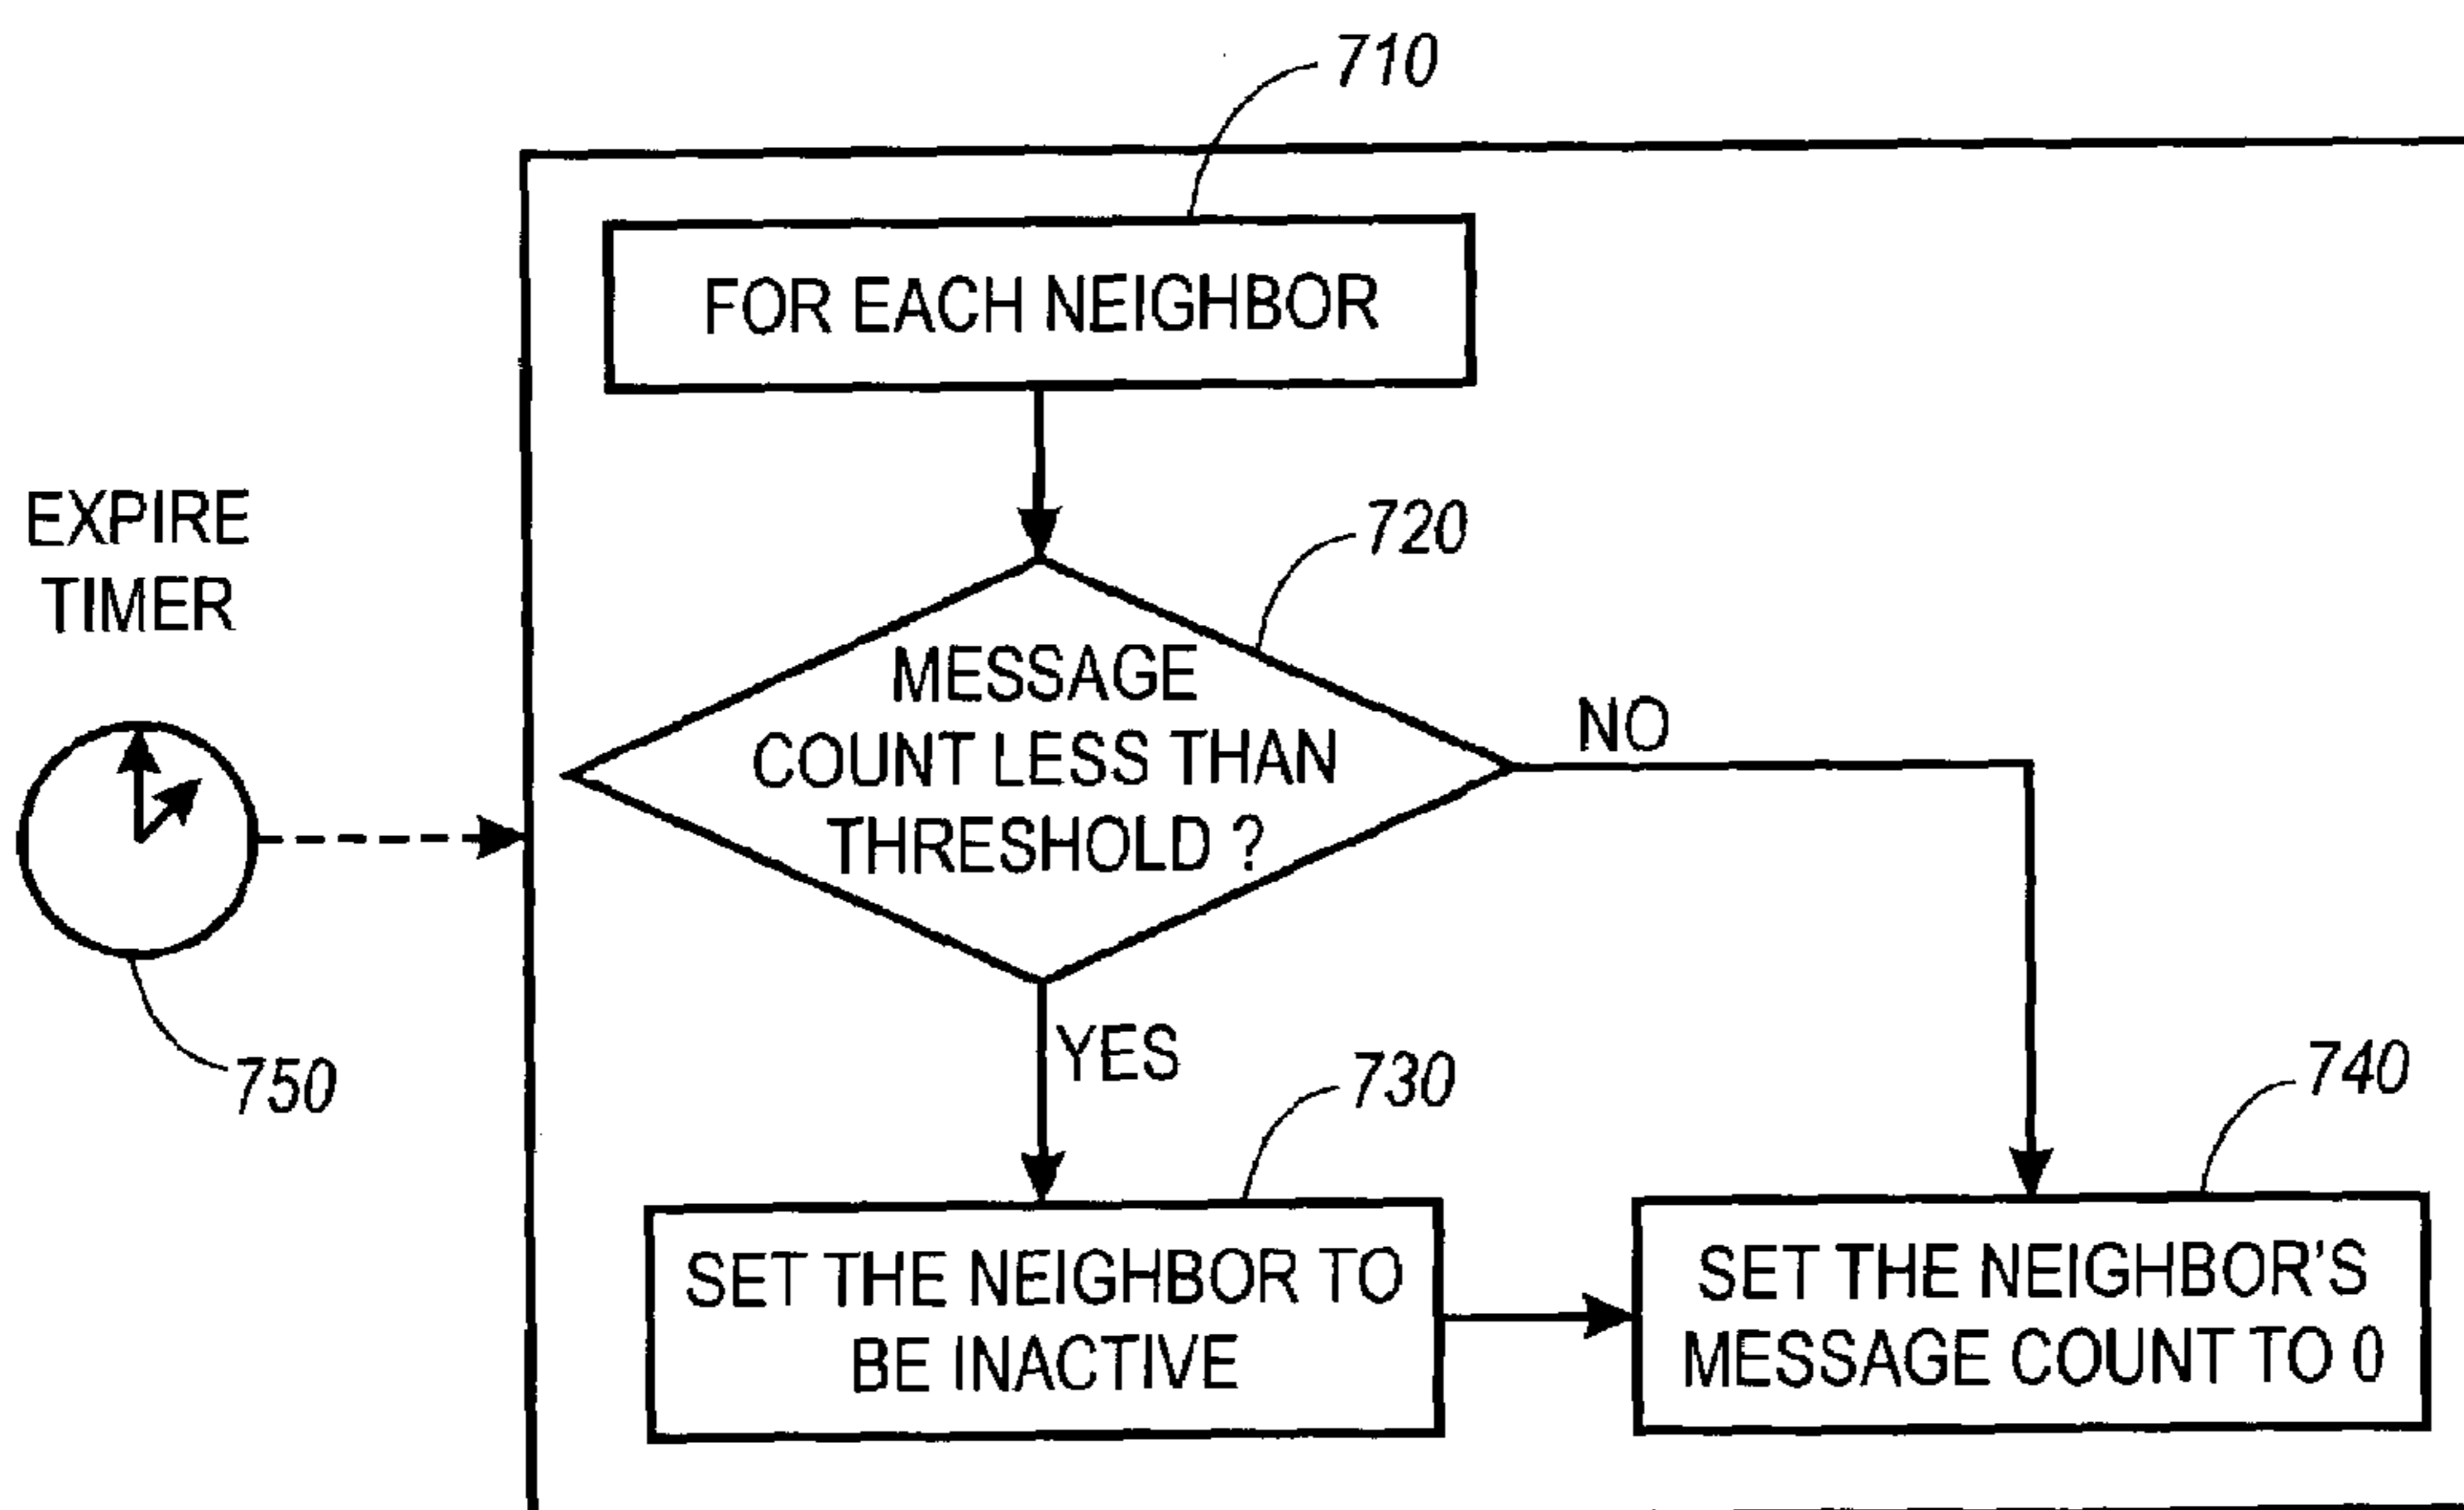 710
FOR EACH NEIGHBOR
EXPIRE
TIMER
720
MESSAGE
COUNT LESS THAN
THRESHOLD ?
NO
YES
750
730
740
SET THE NEIGHBOR TO
BE INACTIVE
SET THE NEIGHBOR'S
MESSAGE COUNT TO 0